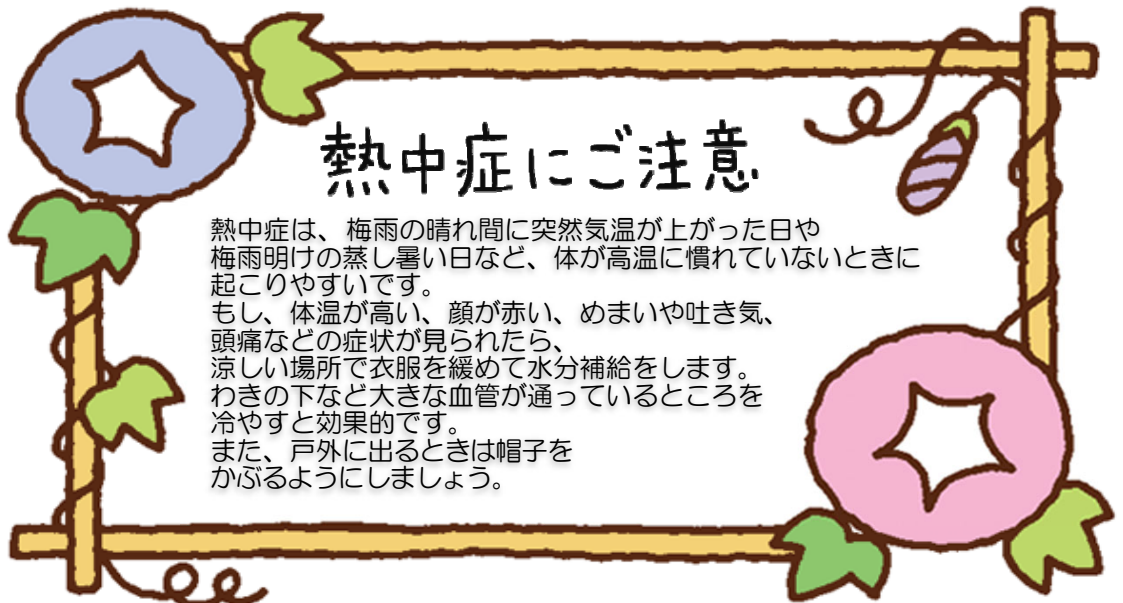 熱中症にご注意
熱中症は、梅雨の晴れ間に突然気温が上がった日や
梅雨明けの蒸し暑い日など、体が高温に慣れていないときに
起こりやすいです。
もし、体温が高い、顔が赤い、めまいや吐き気、
頭痛などの症状が見られたら、
涼しい場所で衣服を緩めて水分補給をします。
わきの下など大きな血管が通っているところを
冷やすと効果的です。
また、戸外に出るときは帽子を
かぶるようにしましょう。